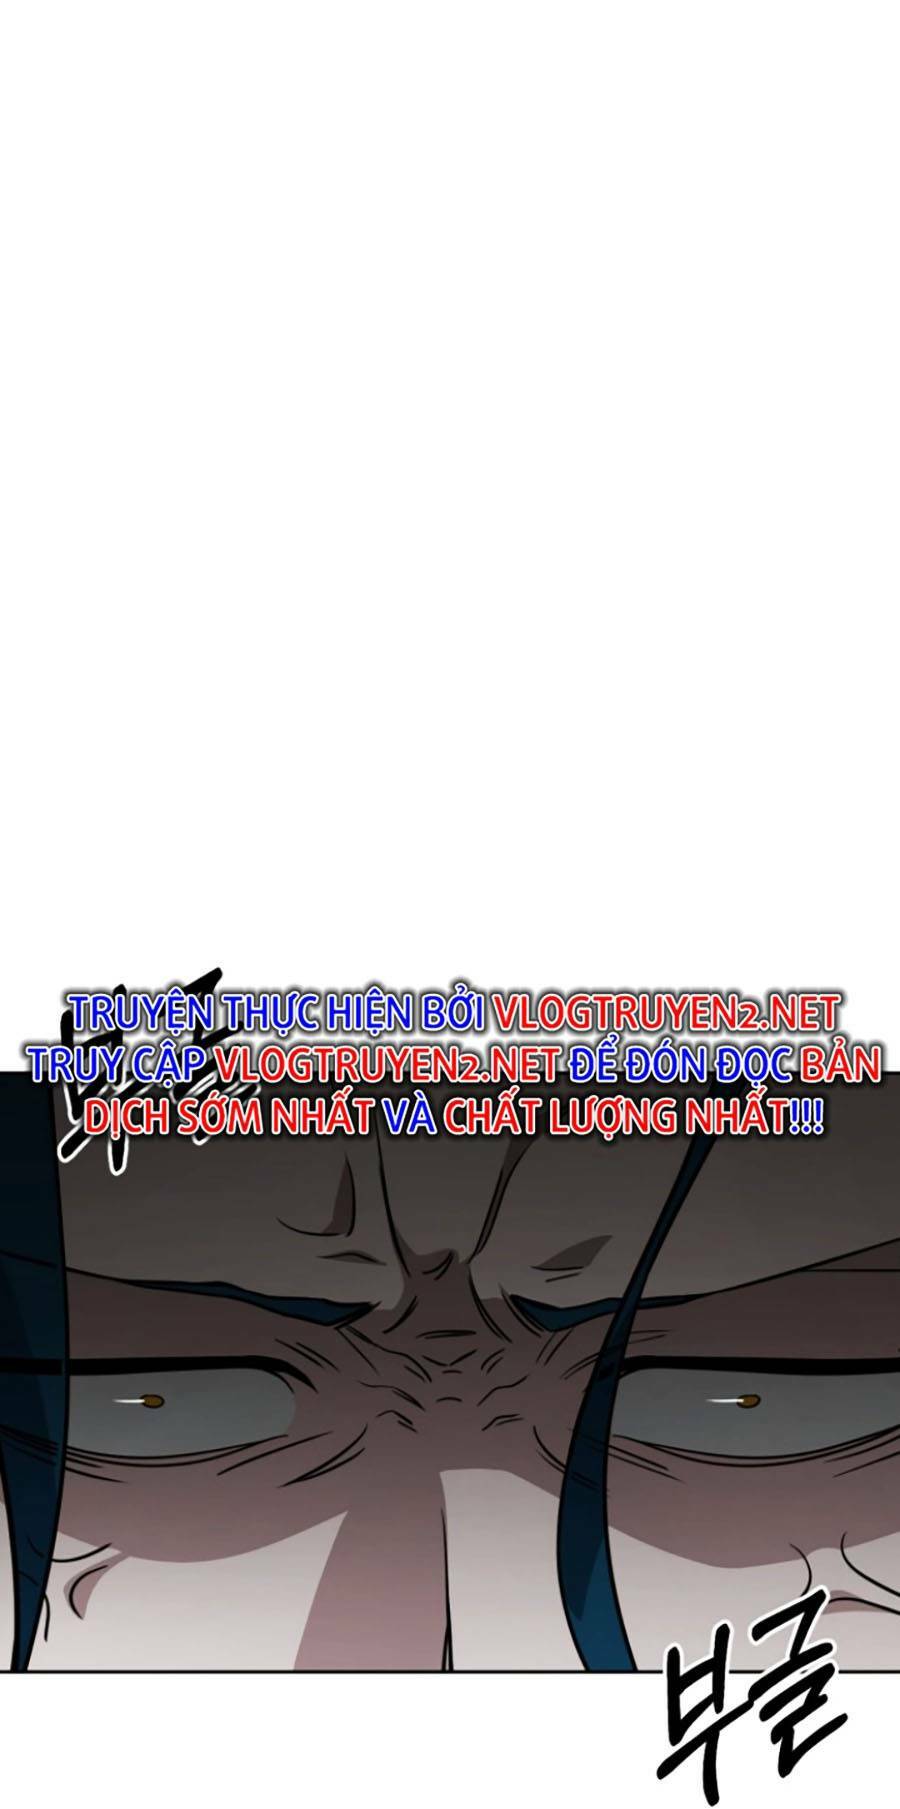 TRUYỆN THỰC HIỆN BỞI VLOGTRUYEN2.NET
TRUY CẬP VLOGTRUYEN2.NET ĐỂ ĐÓN ĐỌC BẢN
DỊCH SỚM NHẤT VÀ CHẤT LƯỢNG NHẤT!!!
부글